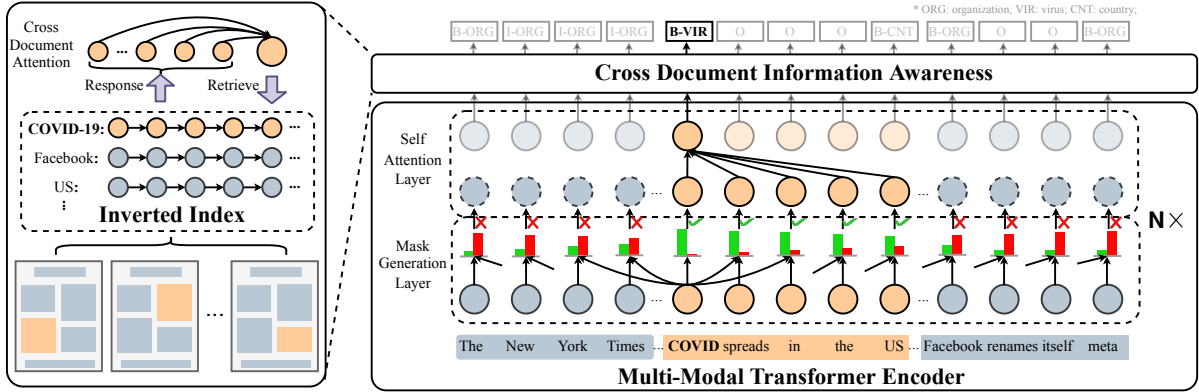 Cross
Document
Attention
...
Response
Retrieve
COVID-19:
...
Facebook:
...
US:
...
⋮
Inverted Index
...
* ORG: organization; VIR: virus; CNT: country;
B-ORG I-ORG I-ORG I-ORG B-VIR O O O B-CNT B-ORG O O B-ORG
Cross Document Information Awareness
Self
Attention
Layer
... ...
N×
Mask
Generation
Layer
... ...
The New York Times ... COVID spreads in the US ... Facebook renames itself meta
Multi-Modal Transformer Encoder